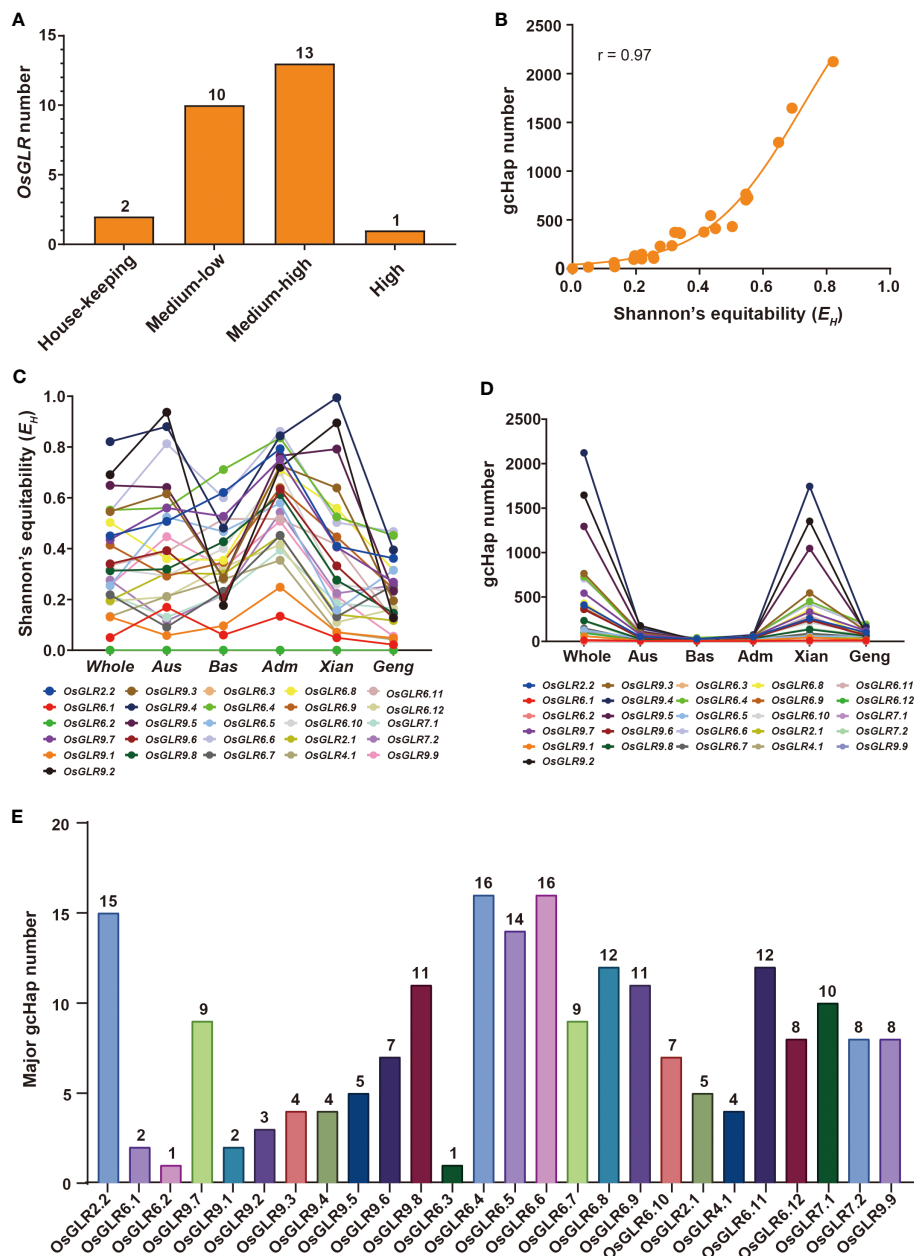 A
OsGLR number
15
10
5
0
2
10
13
1
House-keeping
Medium-low
Medium-high
High
B
gcHap number
2500
2000
1500
1000
500
0
r = 0.97
0.0 0.2 0.4 0.6 0.8 1.0
Shannon's equitability (EH)
C
Shannon's equitability (EH)
1.0
0.8
0.6
0.4
0.2
0.0
Whole Aus Bas Adm Xian Geng
OsGLR2.2 OsGLR9.3 OsGLR6.3 OsGLR6.8 OsGLR6.11
OsGLR6.1 OsGLR9.4 OsGLR6.4 OsGLR6.9 OsGLR6.12
OsGLR6.2 OsGLR9.5 OsGLR6.5 OsGLR6.10 OsGLR7.1
OsGLR9.7 OsGLR9.6 OsGLR6.6 OsGLR2.1 OsGLR7.2
OsGLR9.1 OsGLR9.8 OsGLR6.7 OsGLR4.1 OsGLR9.9
OsGLR9.2
D
gcHap number
2500
2000
1500
1000
500
0
Whole Aus Bas Adm Xian Geng
OsGLR2.2 OsGLR9.3 OsGLR6.3 OsGLR6.8 OsGLR6.11
OsGLR6.1 OsGLR9.4 OsGLR6.4 OsGLR6.9 OsGLR6.12
OsGLR6.2 OsGLR9.5 OsGLR6.5 OsGLR6.10 OsGLR7.1
OsGLR9.7 OsGLR9.6 OsGLR6.6 OsGLR2.1 OsGLR7.2
OsGLR9.1 OsGLR9.8 OsGLR6.7 OsGLR4.1 OsGLR9.9
OsGLR9.2
E
Major gcHap number
20
15
10
5
0
15 2 1 9 2 3 4 4 5 7 11 1 16 14 16 9 12 11 7 5 4 12 8 10 8 8
OsGLR2.2
OsGLR6.1
OsGLR6.2
OsGLR9.7
OsGLR9.1
OsGLR9.2
OsGLR9.3
OsGLR9.4
OsGLR9.5
OsGLR9.6
OsGLR9.8
OsGLR6.3
OsGLR6.4
OsGLR6.5
OsGLR6.6
OsGLR6.7
OsGLR6.8
OsGLR6.9
OsGLR6.10
OsGLR2.1
OsGLR4.1
OsGLR6.11
OsGLR6.12
OsGLR7.1
OsGLR7.2
OsGLR9.9